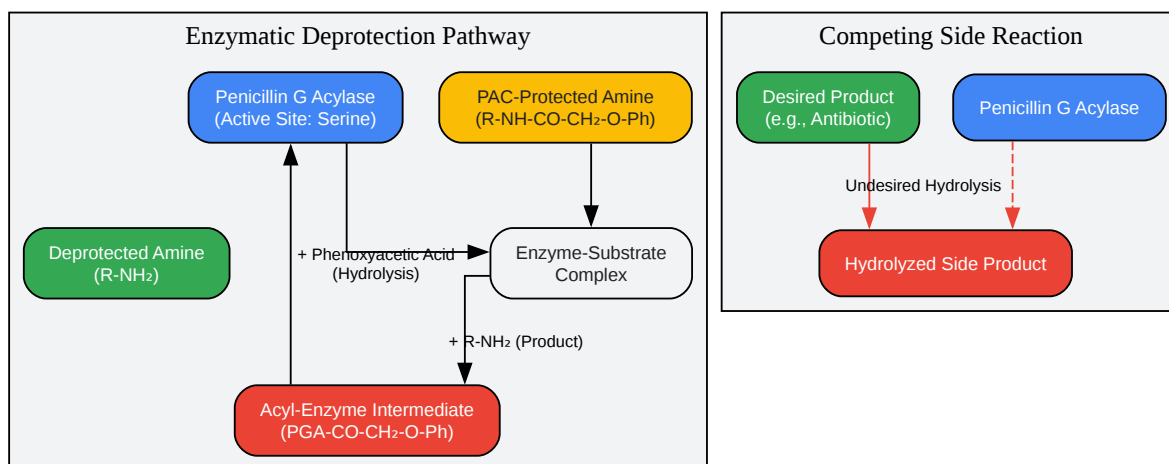 Enzymatic Deprotection Pathway
Penicillin G Acylase
(Active Site: Serine)
PAC-Protected Amine
(R-NH-CO-CH₂-O-Ph)
Deprotected Amine
(R-NH₂)
+ Phenoxyacetic Acid
(Hydrolysis)
Enzyme-Substrate
Complex
+ R-NH₂ (Product)
Acyl-Enzyme Intermediate
(PGA-CO-CH₂-O-Ph)
Competing Side Reaction
Desired Product
(e.g., Antibiotic)
Penicillin G Acylase
Undesired Hydrolysis
Hydrolyzed Side Product